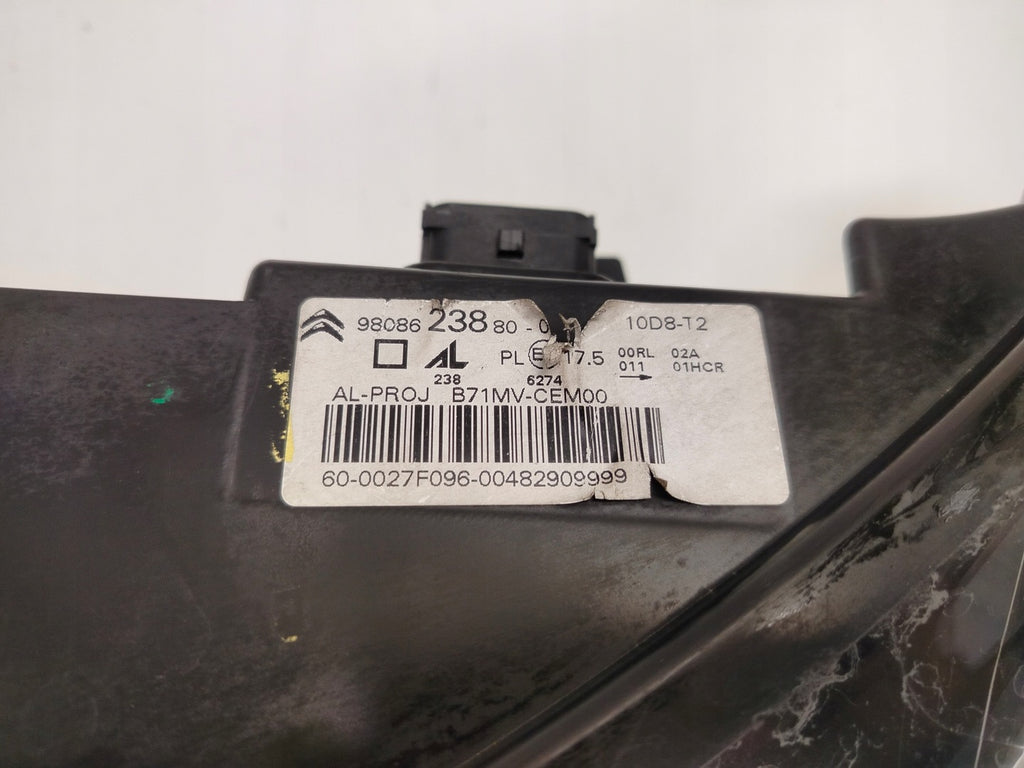 98086 238 80 - 0 10D8-T2
AL PL E 17.5 00RL 02A
011 01HCR
238 6274
AL-PROJ B71MV-CEM00
60-0027F096-00482909999